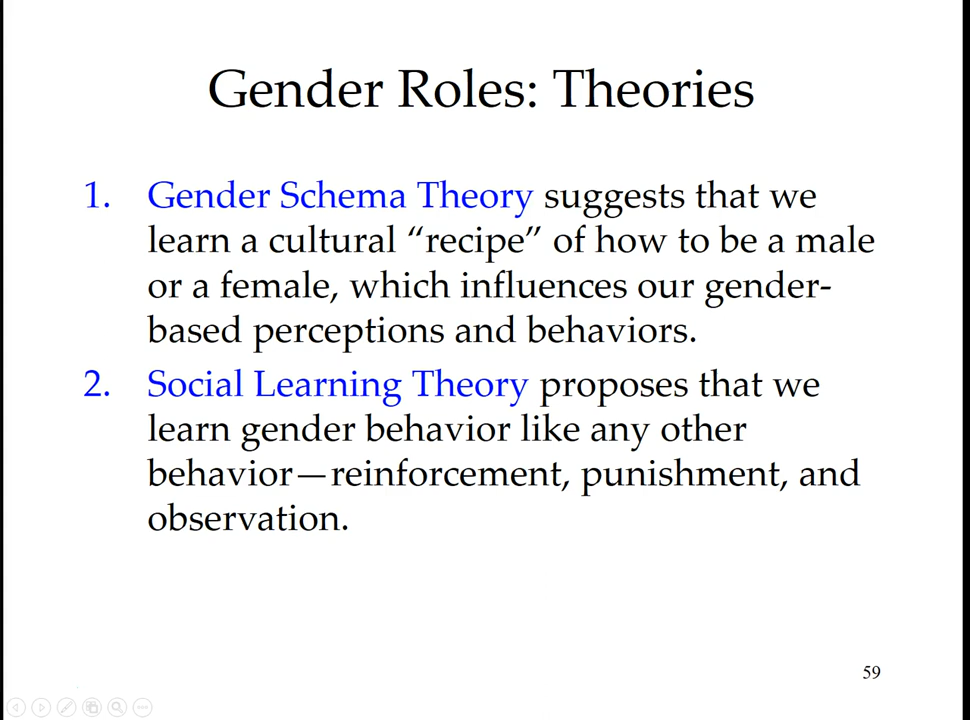 Gender Roles: Theories
1. Gender Schema Theory suggests that we
learn a cultural “recipe” of how to be a male
or a female, which influences our gender-
based perceptions and behaviors.
2. Social Learning Theory proposes that we
learn gender behavior like any other
behavior—reinforcement, punishment, and
observation.
59